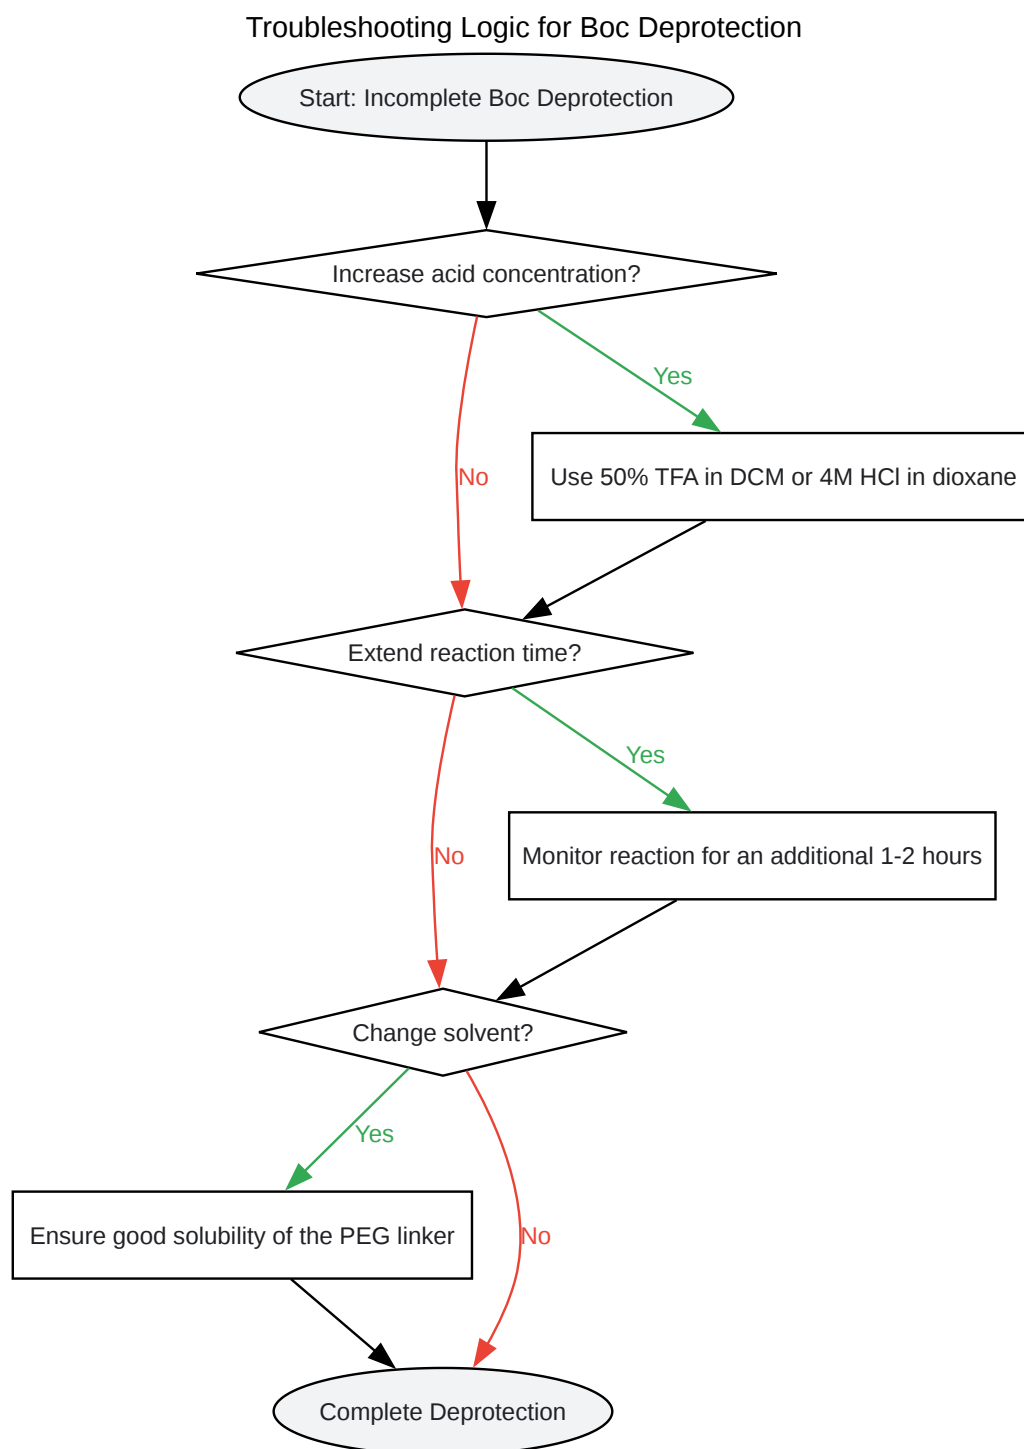 Troubleshooting Logic for Boc Deprotection
Start: Incomplete Boc Deprotection
Increase acid concentration?
Yes
No
Use 50% TFA in DCM or 4M HCl in dioxane
Extend reaction time?
Yes
No
Monitor reaction for an additional 1-2 hours
Change solvent?
Yes
Ensure good solubility of the PEG linker
No
Complete Deprotection